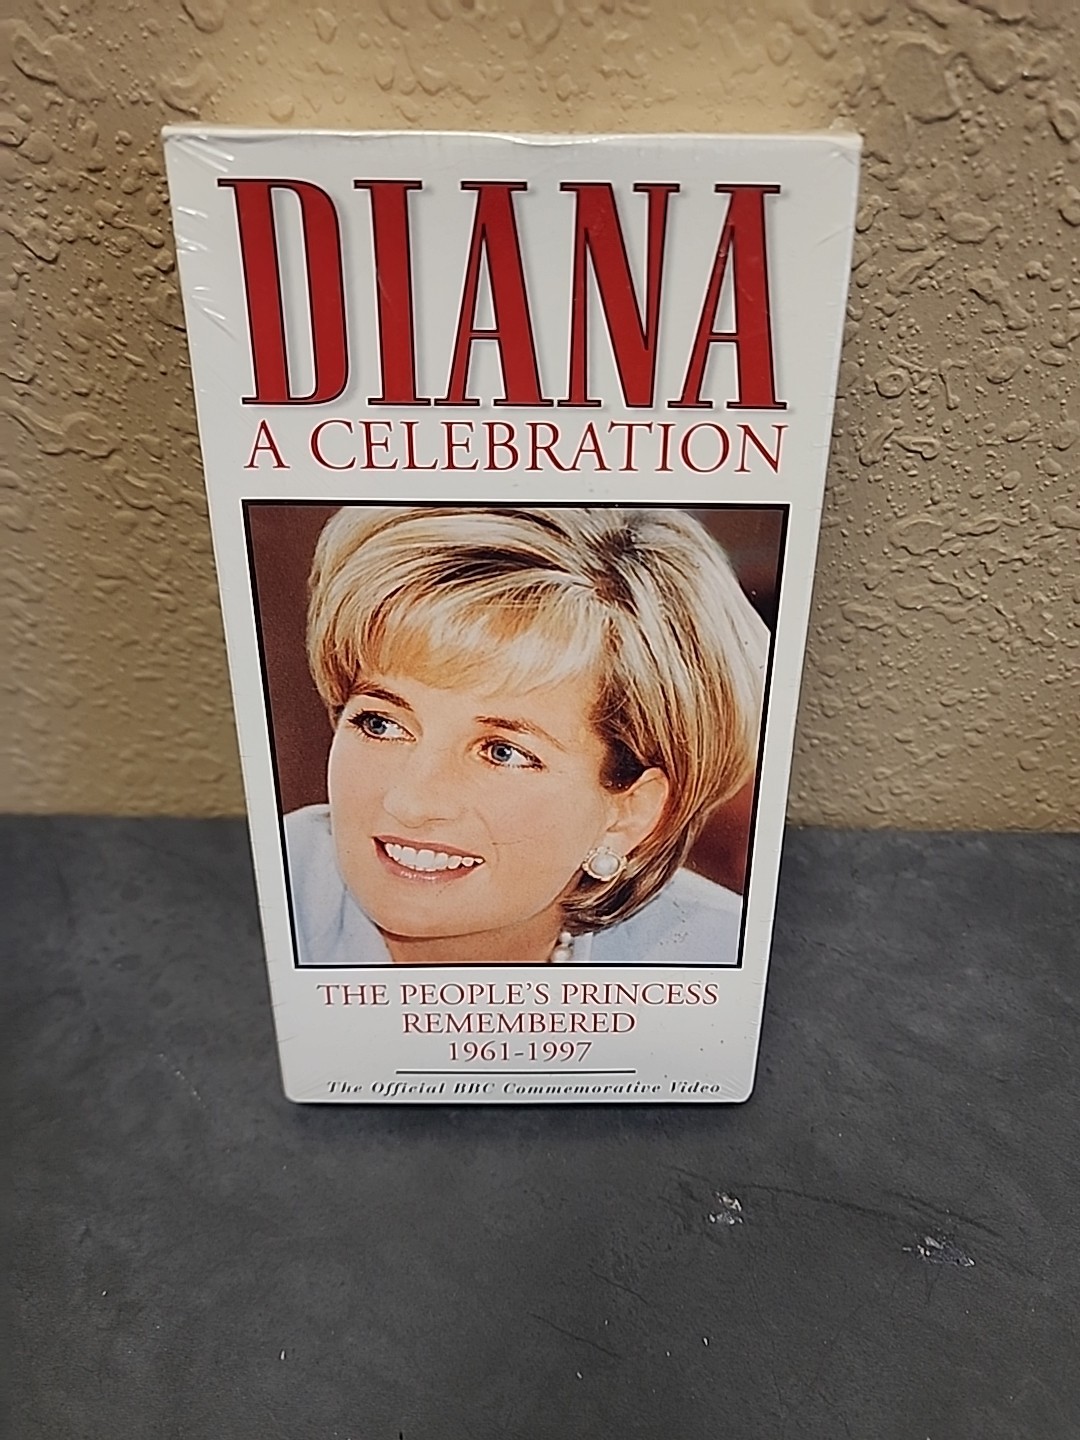 DIANA
A CELEBRATION
THE PEOPLE'S PRINCESS
REMEMBERED
1961-1997
The Official BBC Commemorative Video